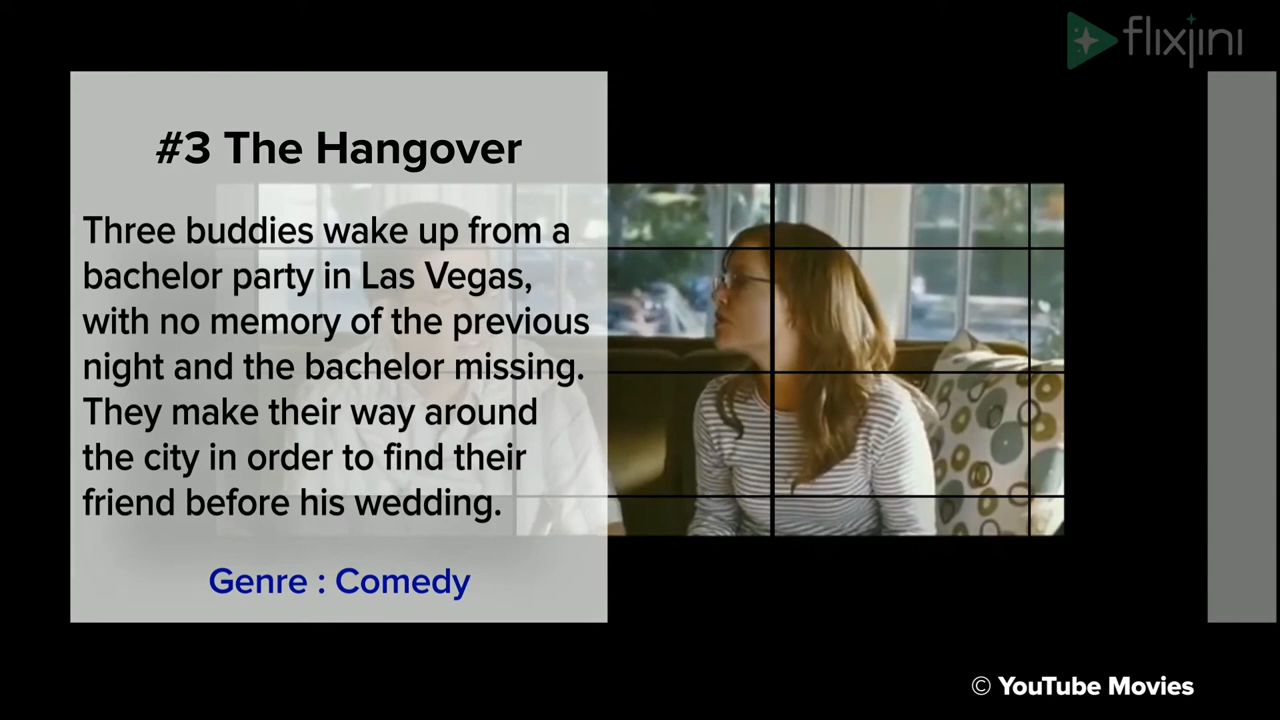 flixjini
#3 The Hangover
Three buddies wake up from a
bachelor party in Las Vegas,
with no memory of the previous
night and the bachelor missing.
They make their way around
the city in order to find their
friend before his wedding.
Genre : Comedy
© YouTube Movies